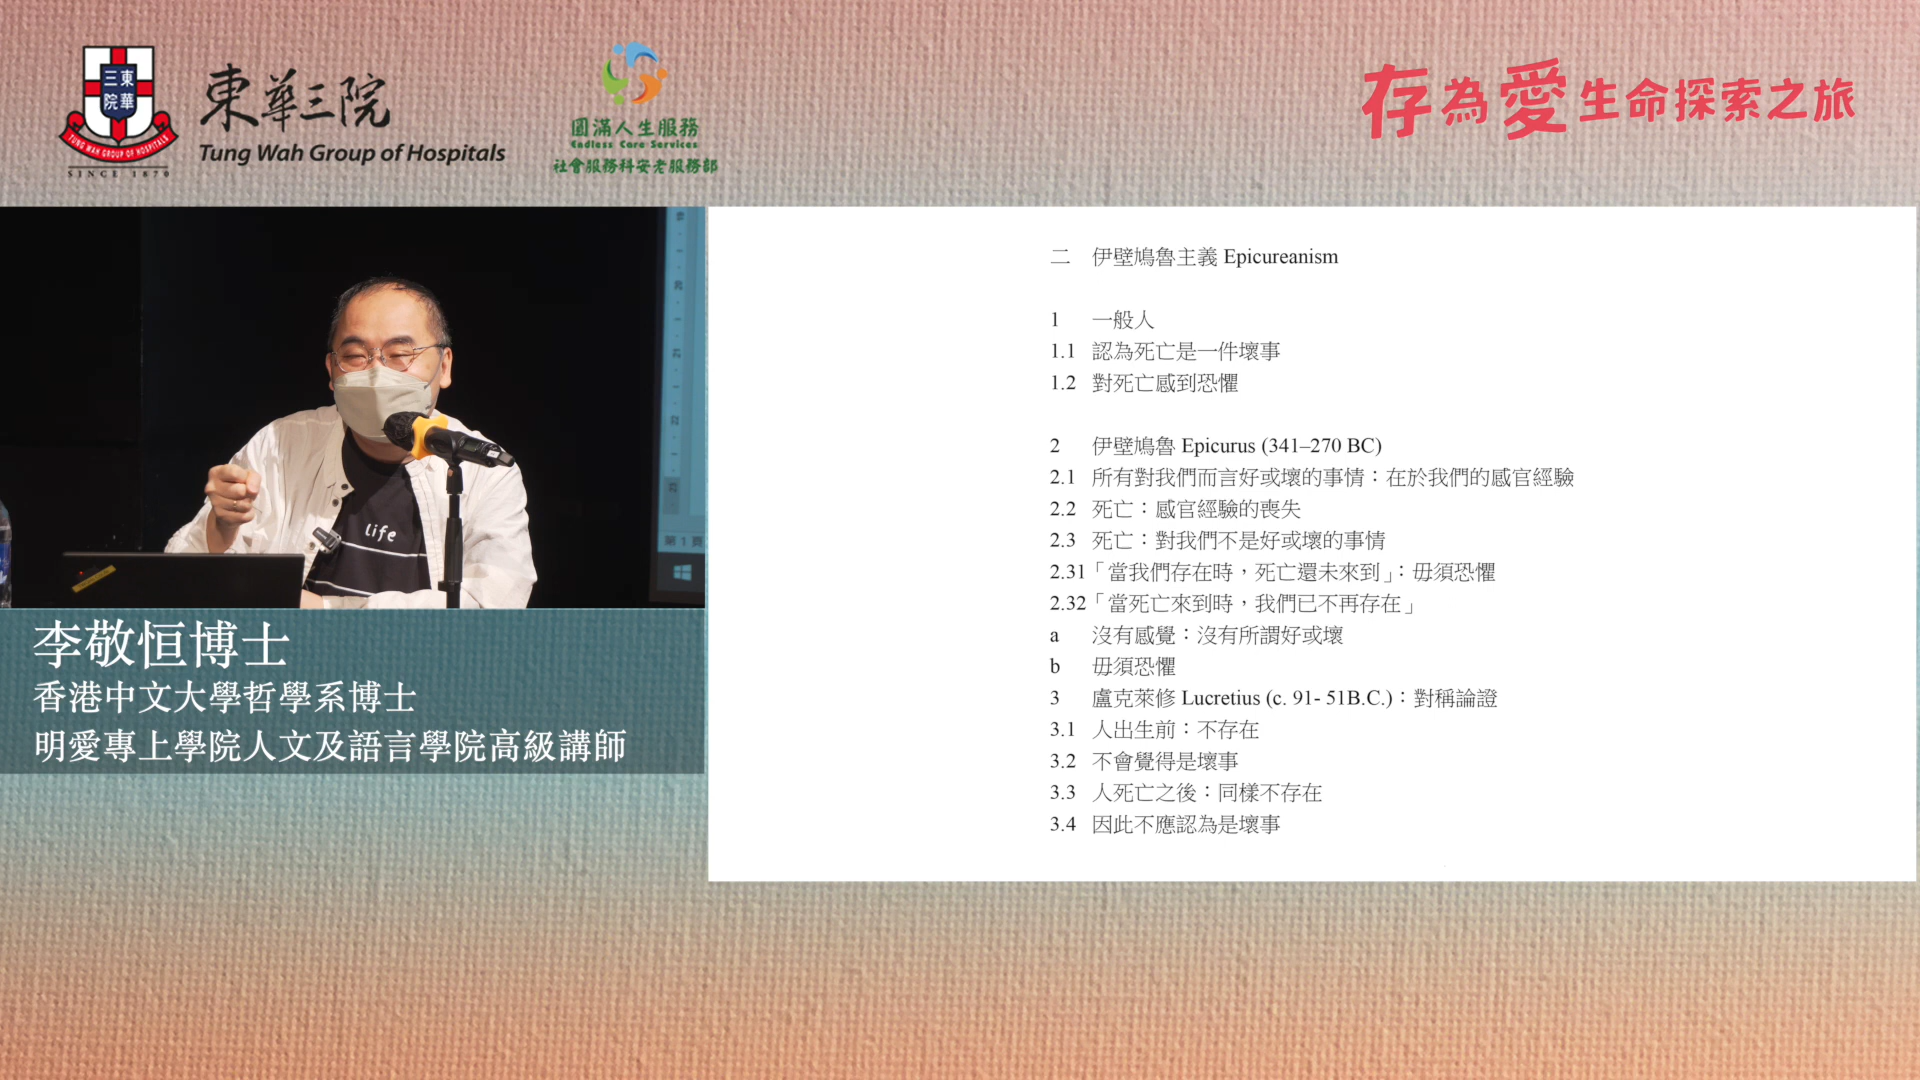 東華三院
三東
院華
TUNG WAH GROUP OF HOSPITALS
SINCE 1870
Tung Wah Group of Hospitals
圓滿人生服務
Endless Care Services
社會服務科安老服務部
存為愛生命探索之旅
life
第1頁
李敬恒博士
香港中文大學哲學系博士
明愛專上學院人文及語言學院高級講師
二 伊壁鳩魯主義 Epicureanism
1 一般人
1.1 認為死亡是一件壞事
1.2 對死亡感到恐懼
2 伊壁鳩魯 Epicurus (341–270 BC)
2.1 所有對我們而言好或壞的事情：在於我們的感官經驗
2.2 死亡：感官經驗的喪失
2.3 死亡：對我們不是好或壞的事情
2.31「當我們存在時，死亡還未來到」：毋須恐懼
2.32「當死亡來到時，我們已不再存在」
a 沒有感覺：沒有所謂好或壞
b 毋須恐懼
3 盧克萊修 Lucretius (c. 91- 51B.C.)：對稱論證
3.1 人出生前：不存在
3.2 不會覺得是壞事
3.3 人死亡之後：同樣不存在
3.4 因此不應認為是壞事